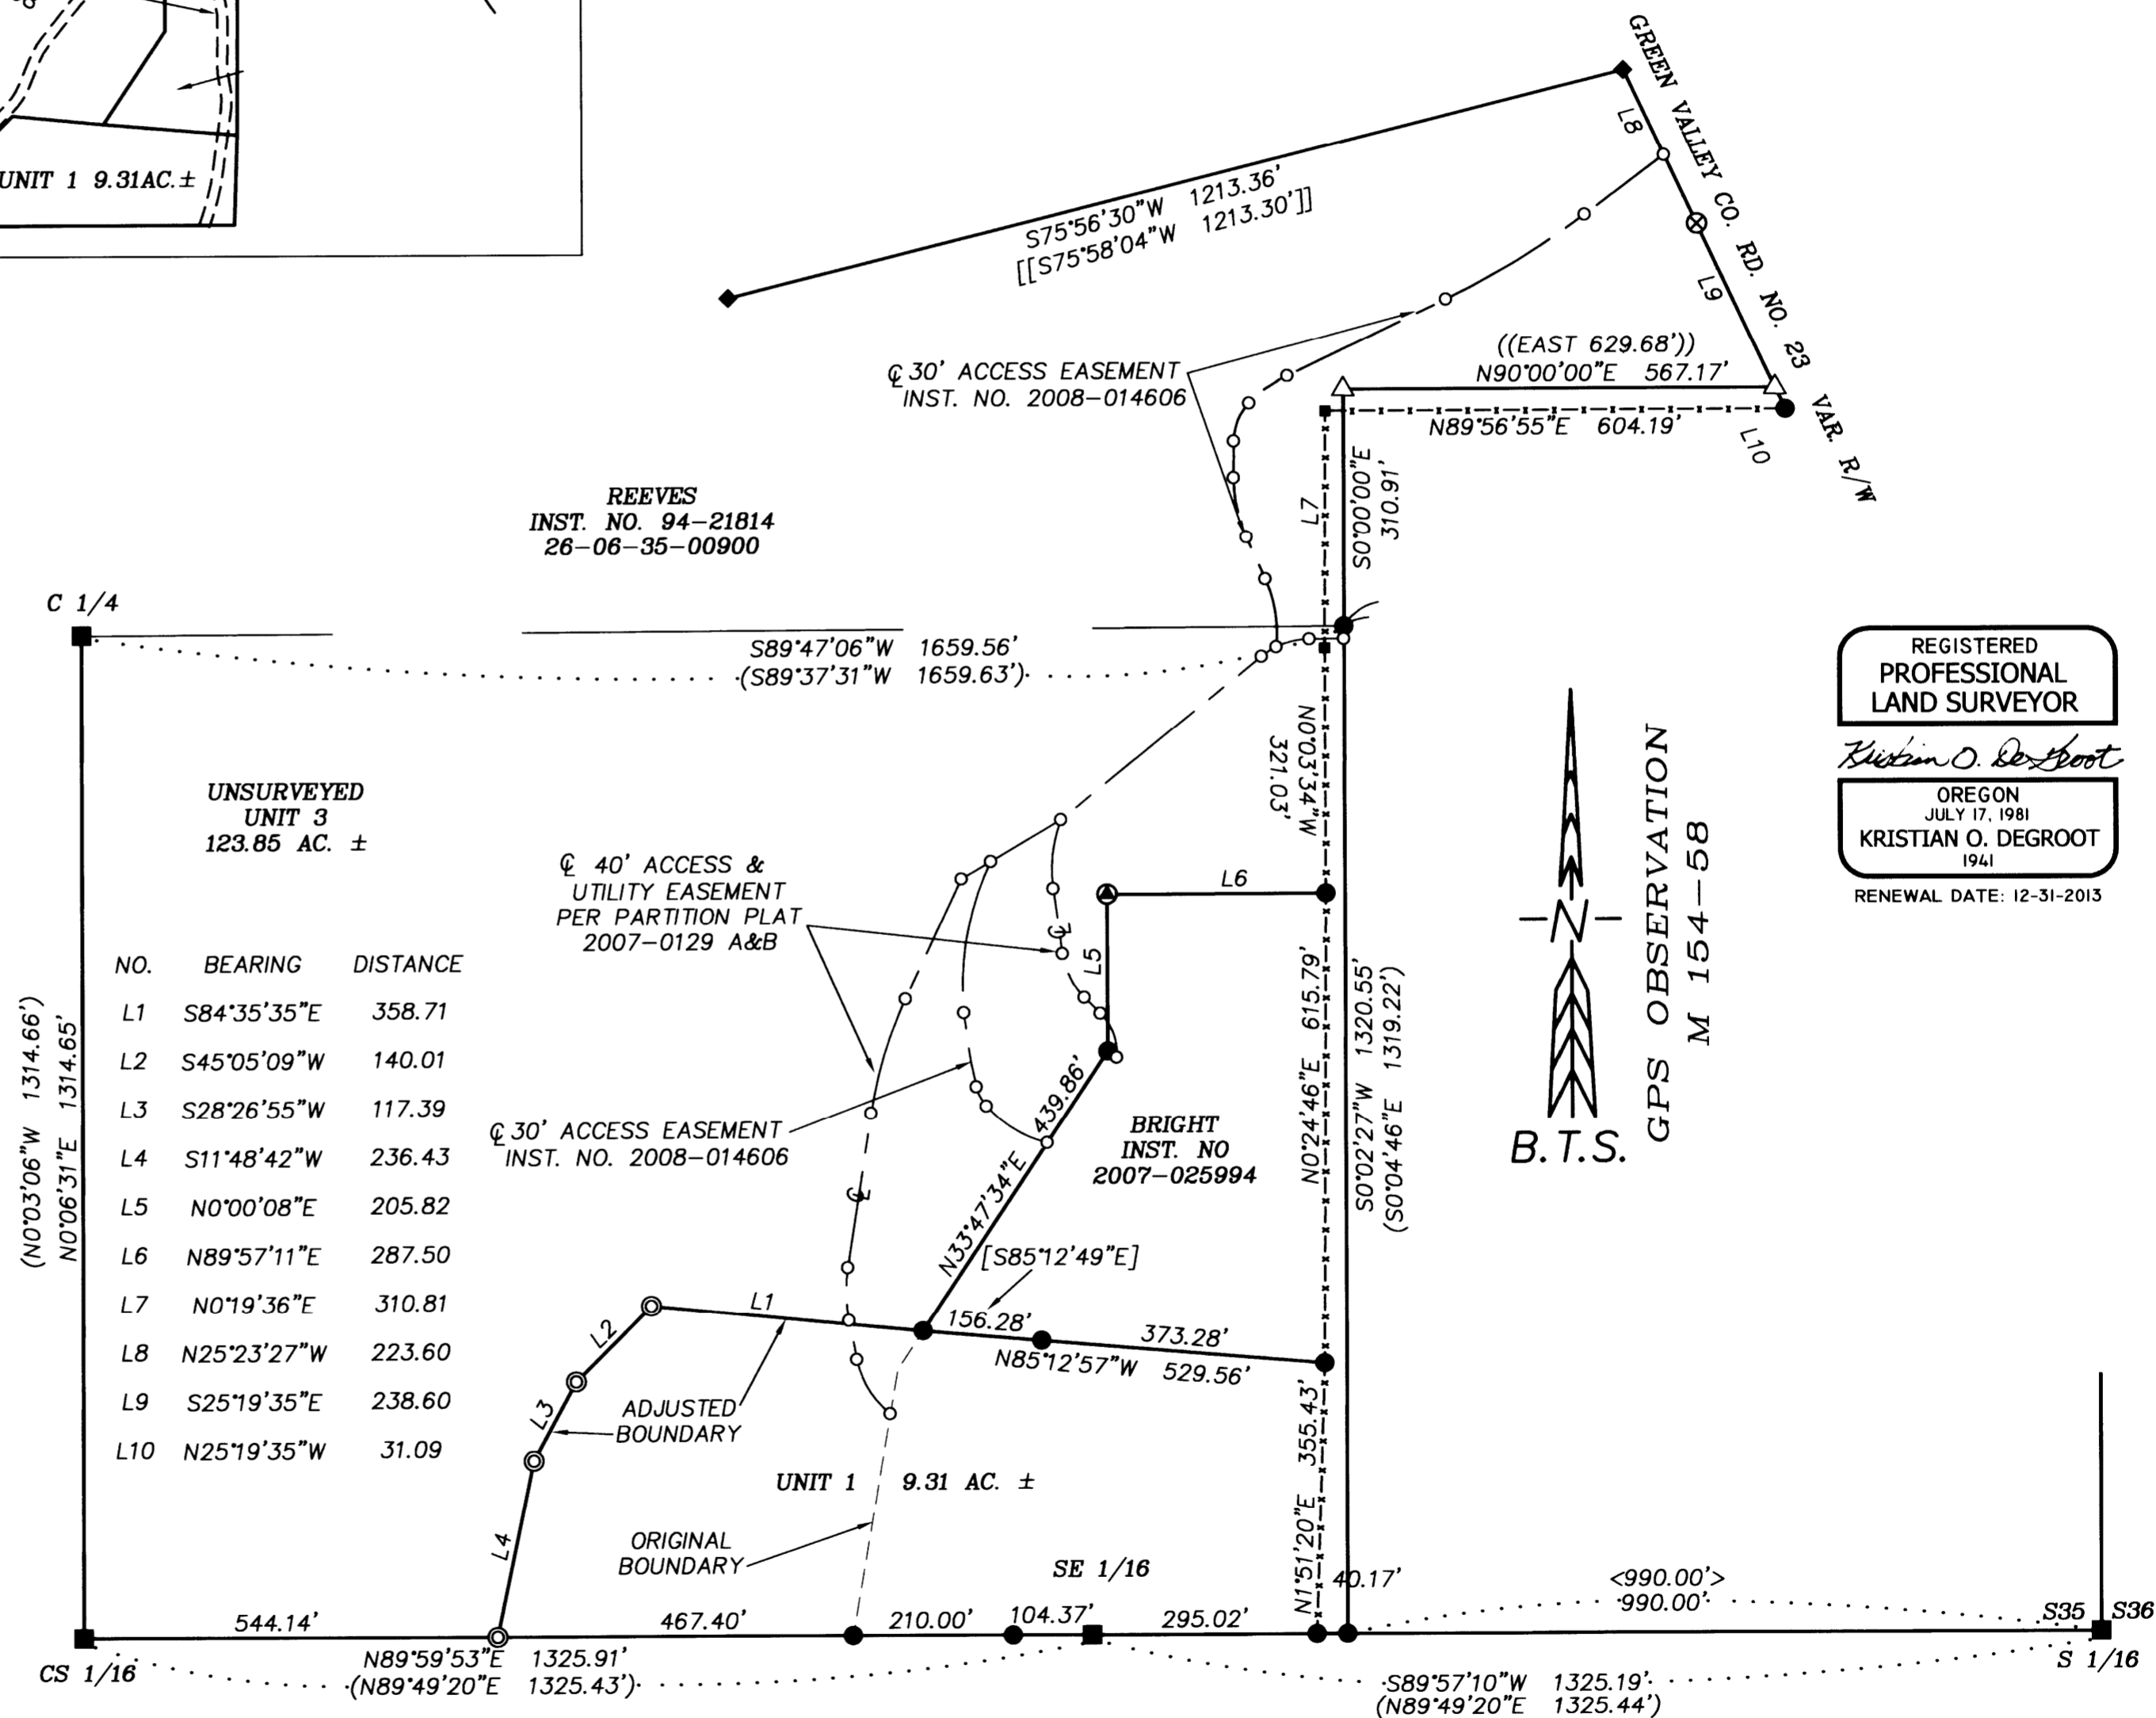 UNIT 1 9.31AC.±
GREEN VALLEY CO. RD. NO. 23 VAR. R/W
L8
S75°56'30"W 1213.36'
[[S75°58'04"W 1213.30']]
L9
((EAST 629.68'))
N90°00'00"E 567.17'
℄ 30' ACCESS EASEMENT
INST. NO. 2008-014606
N89°56'55"E 604.19'
L10
L7
S0°00'00"E
310.91'
REEVES
INST. NO. 94-21814
26-06-35-00900
C 1/4
S89°47'06"W 1659.56'
(S89°37'31"W 1659.63')
REGISTERED
PROFESSIONAL
LAND SURVEYOR
Kristian O. DeGroot
OREGON
JULY 17, 1981
KRISTIAN O. DEGROOT
1941
RENEWAL DATE: 12-31-2013
N0°03'34"W
321.03'
UNSURVEYED
UNIT 3
123.85 AC. ±
℄ 40' ACCESS &
UTILITY EASEMENT
PER PARTITION PLAT
2007-0129 A&B
L6
L5
℄
N
B.T.S.
GPS OBSERVATION
M 154-58
NO. BEARING DISTANCE
L1 S84°35'35"E 358.71
L2 S45°05'09"W 140.01
L3 S28°26'55"W 117.39
L4 S11°48'42"W 236.43
L5 N0°00'08"E 205.82
L6 N89°57'11"E 287.50
L7 N0°19'36"E 310.81
L8 N25°23'27"W 223.60
L9 S25°19'35"E 238.60
L10 N25°19'35"W 31.09
(N0°03'06"W 1314.66')
N0°06'31"E 1314.65'
N0°24'46"E 615.79'
S0°02'27"W 1320.55'
(S0°04'46"E 1319.22')
℄ 30' ACCESS EASEMENT
INST. NO. 2008-014606
℄
N33°47'34"E 439.86'
BRIGHT
INST. NO
2007-025994
[S85°12'49"E]
L1
156.28'
373.28'
N85°12'57"W 529.56'
L2
L3
L4
ADJUSTED
BOUNDARY
UNIT 1 9.31 AC. ±
ORIGINAL
BOUNDARY
N1°51'20"E 355.43'
SE 1/16
40.17'
<990.00'>
990.00'
S35 S36
S 1/16
544.14'
467.40'
210.00'
104.37'
295.02'
CS 1/16
N89°59'53"E 1325.91'
(N89°49'20"E 1325.43')
S89°57'10"W 1325.19'
(N89°49'20"E 1325.44')